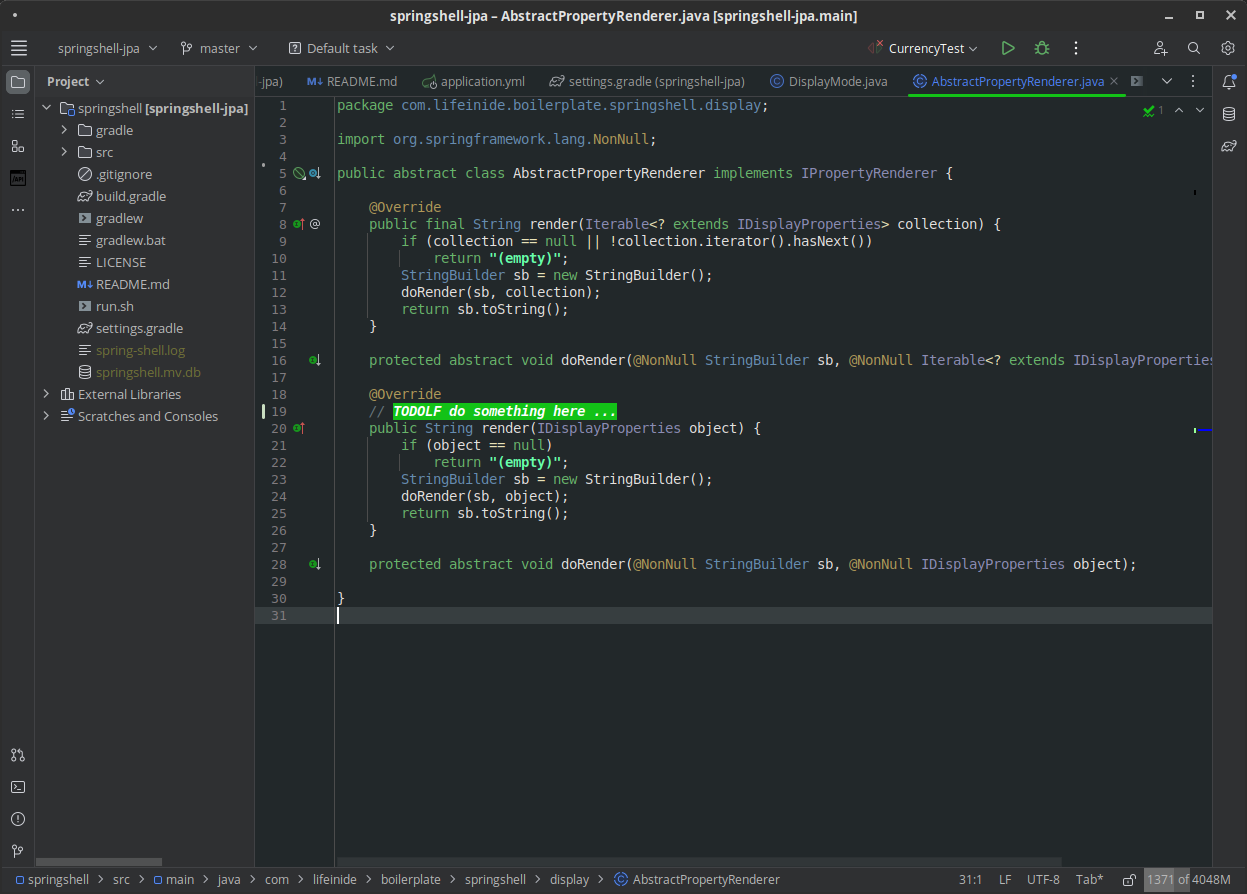 springshell-jpa – AbstractPropertyRenderer.java [springshell-jpa.main]
springshell-jpa master Default task CurrencyTest
Project
-jpa) README.md application.yml settings.gradle (springshell-jpa) DisplayMode.java AbstractPropertyRenderer.java
springshell [springshell-jpa]
gradle
src
.gitignore
build.gradle
gradlew
gradlew.bat
LICENSE
M↓ README.md
run.sh
settings.gradle
spring-shell.log
springshell.mv.db
External Libraries
Scratches and Consoles
1 package com.lifeinide.boilerplate.springshell.display;
2
3 import org.springframework.lang.NonNull;
4
5 public abstract class AbstractPropertyRenderer implements IPropertyRenderer {
6
7 @Override
8 public final String render(Iterable<? extends IDisplayProperties> collection) {
9 if (collection == null || !collection.iterator().hasNext())
10 return "(empty)";
11 StringBuilder sb = new StringBuilder();
12 doRender(sb, collection);
13 return sb.toString();
14 }
15
16 protected abstract void doRender(@NonNull StringBuilder sb, @NonNull Iterable<? extends IDisplayProperties
17
18 @Override
19 // TODOLF do something here ...
20 public String render(IDisplayProperties object) {
21 if (object == null)
22 return "(empty)";
23 StringBuilder sb = new StringBuilder();
24 doRender(sb, object);
25 return sb.toString();
26 }
27
28 protected abstract void doRender(@NonNull StringBuilder sb, @NonNull IDisplayProperties object);
29
30 }
31
1
springshell > src > main > java > com > lifeinide > boilerplate > springshell > display > AbstractPropertyRenderer 31:1 LF UTF-8 Tab* 1371 of 4048M